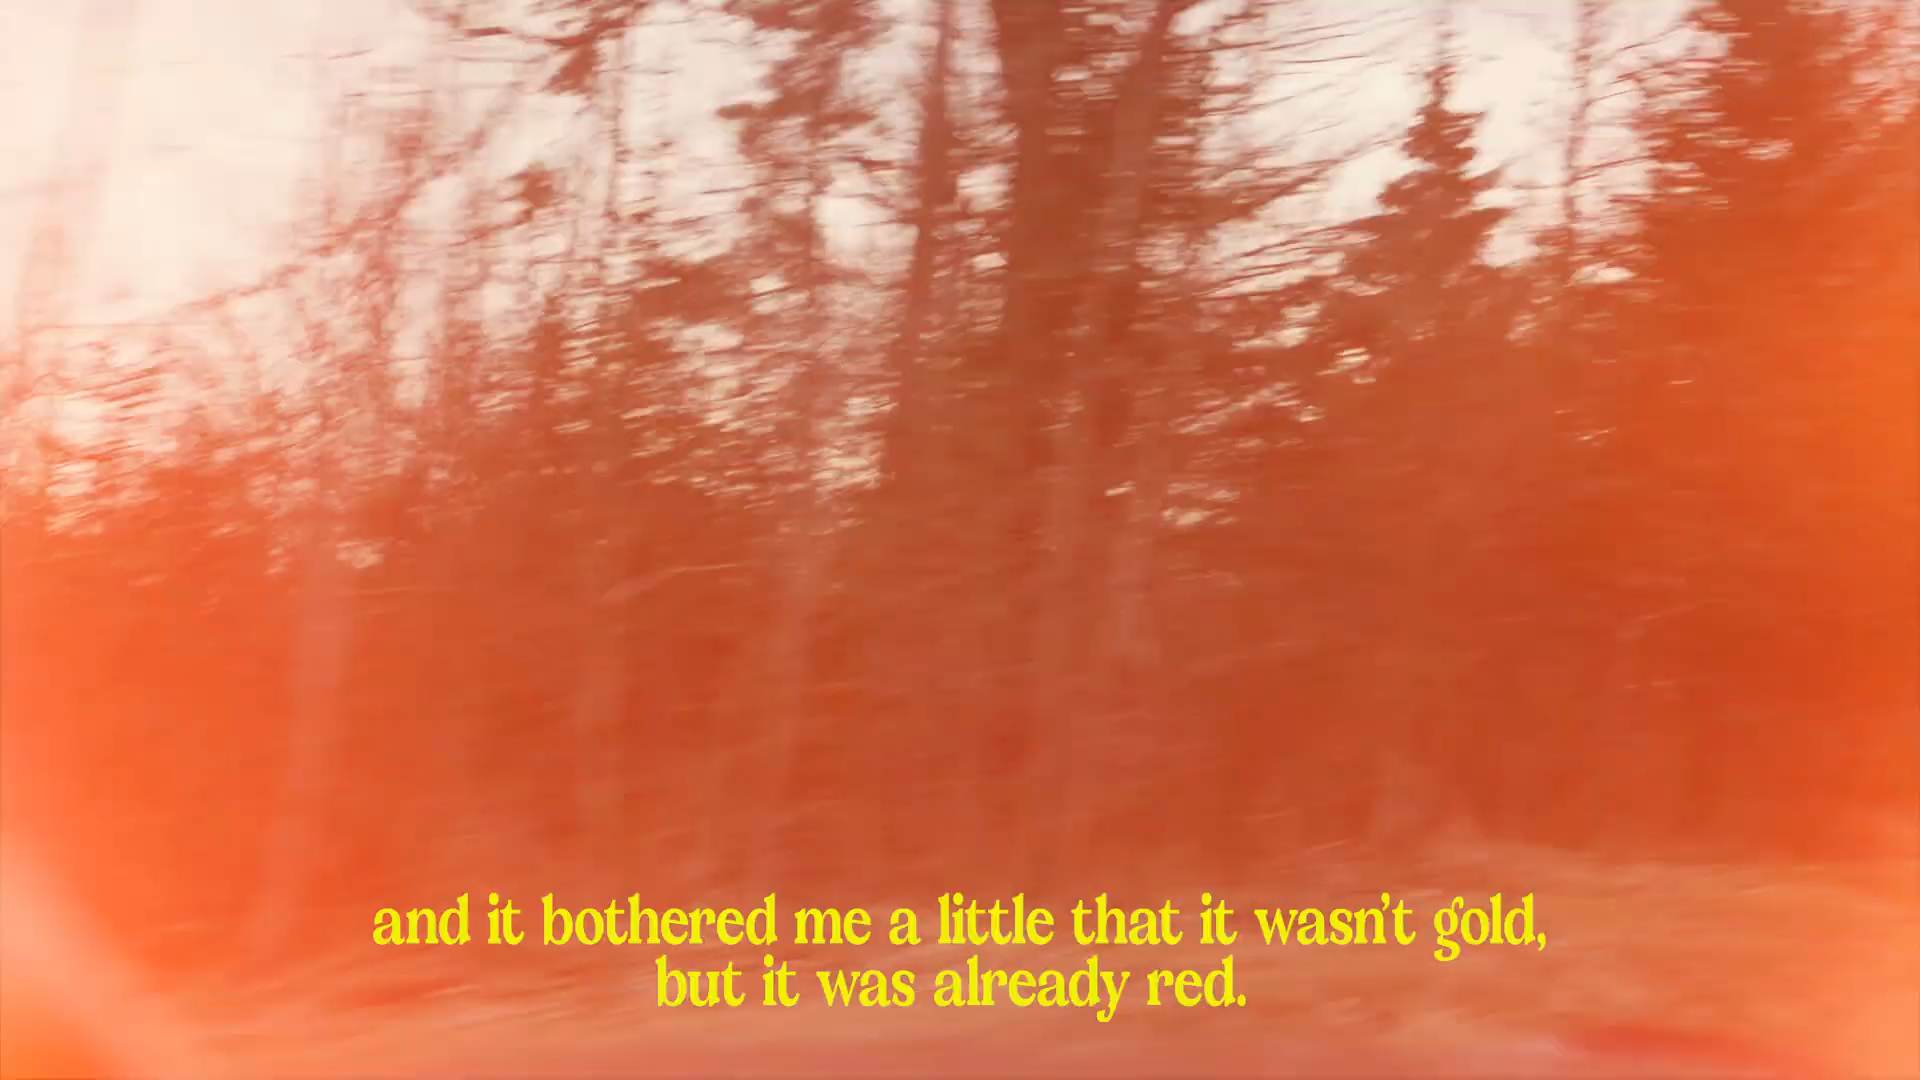 and it bothered me a little that it wasn't gold,
but it was already red.